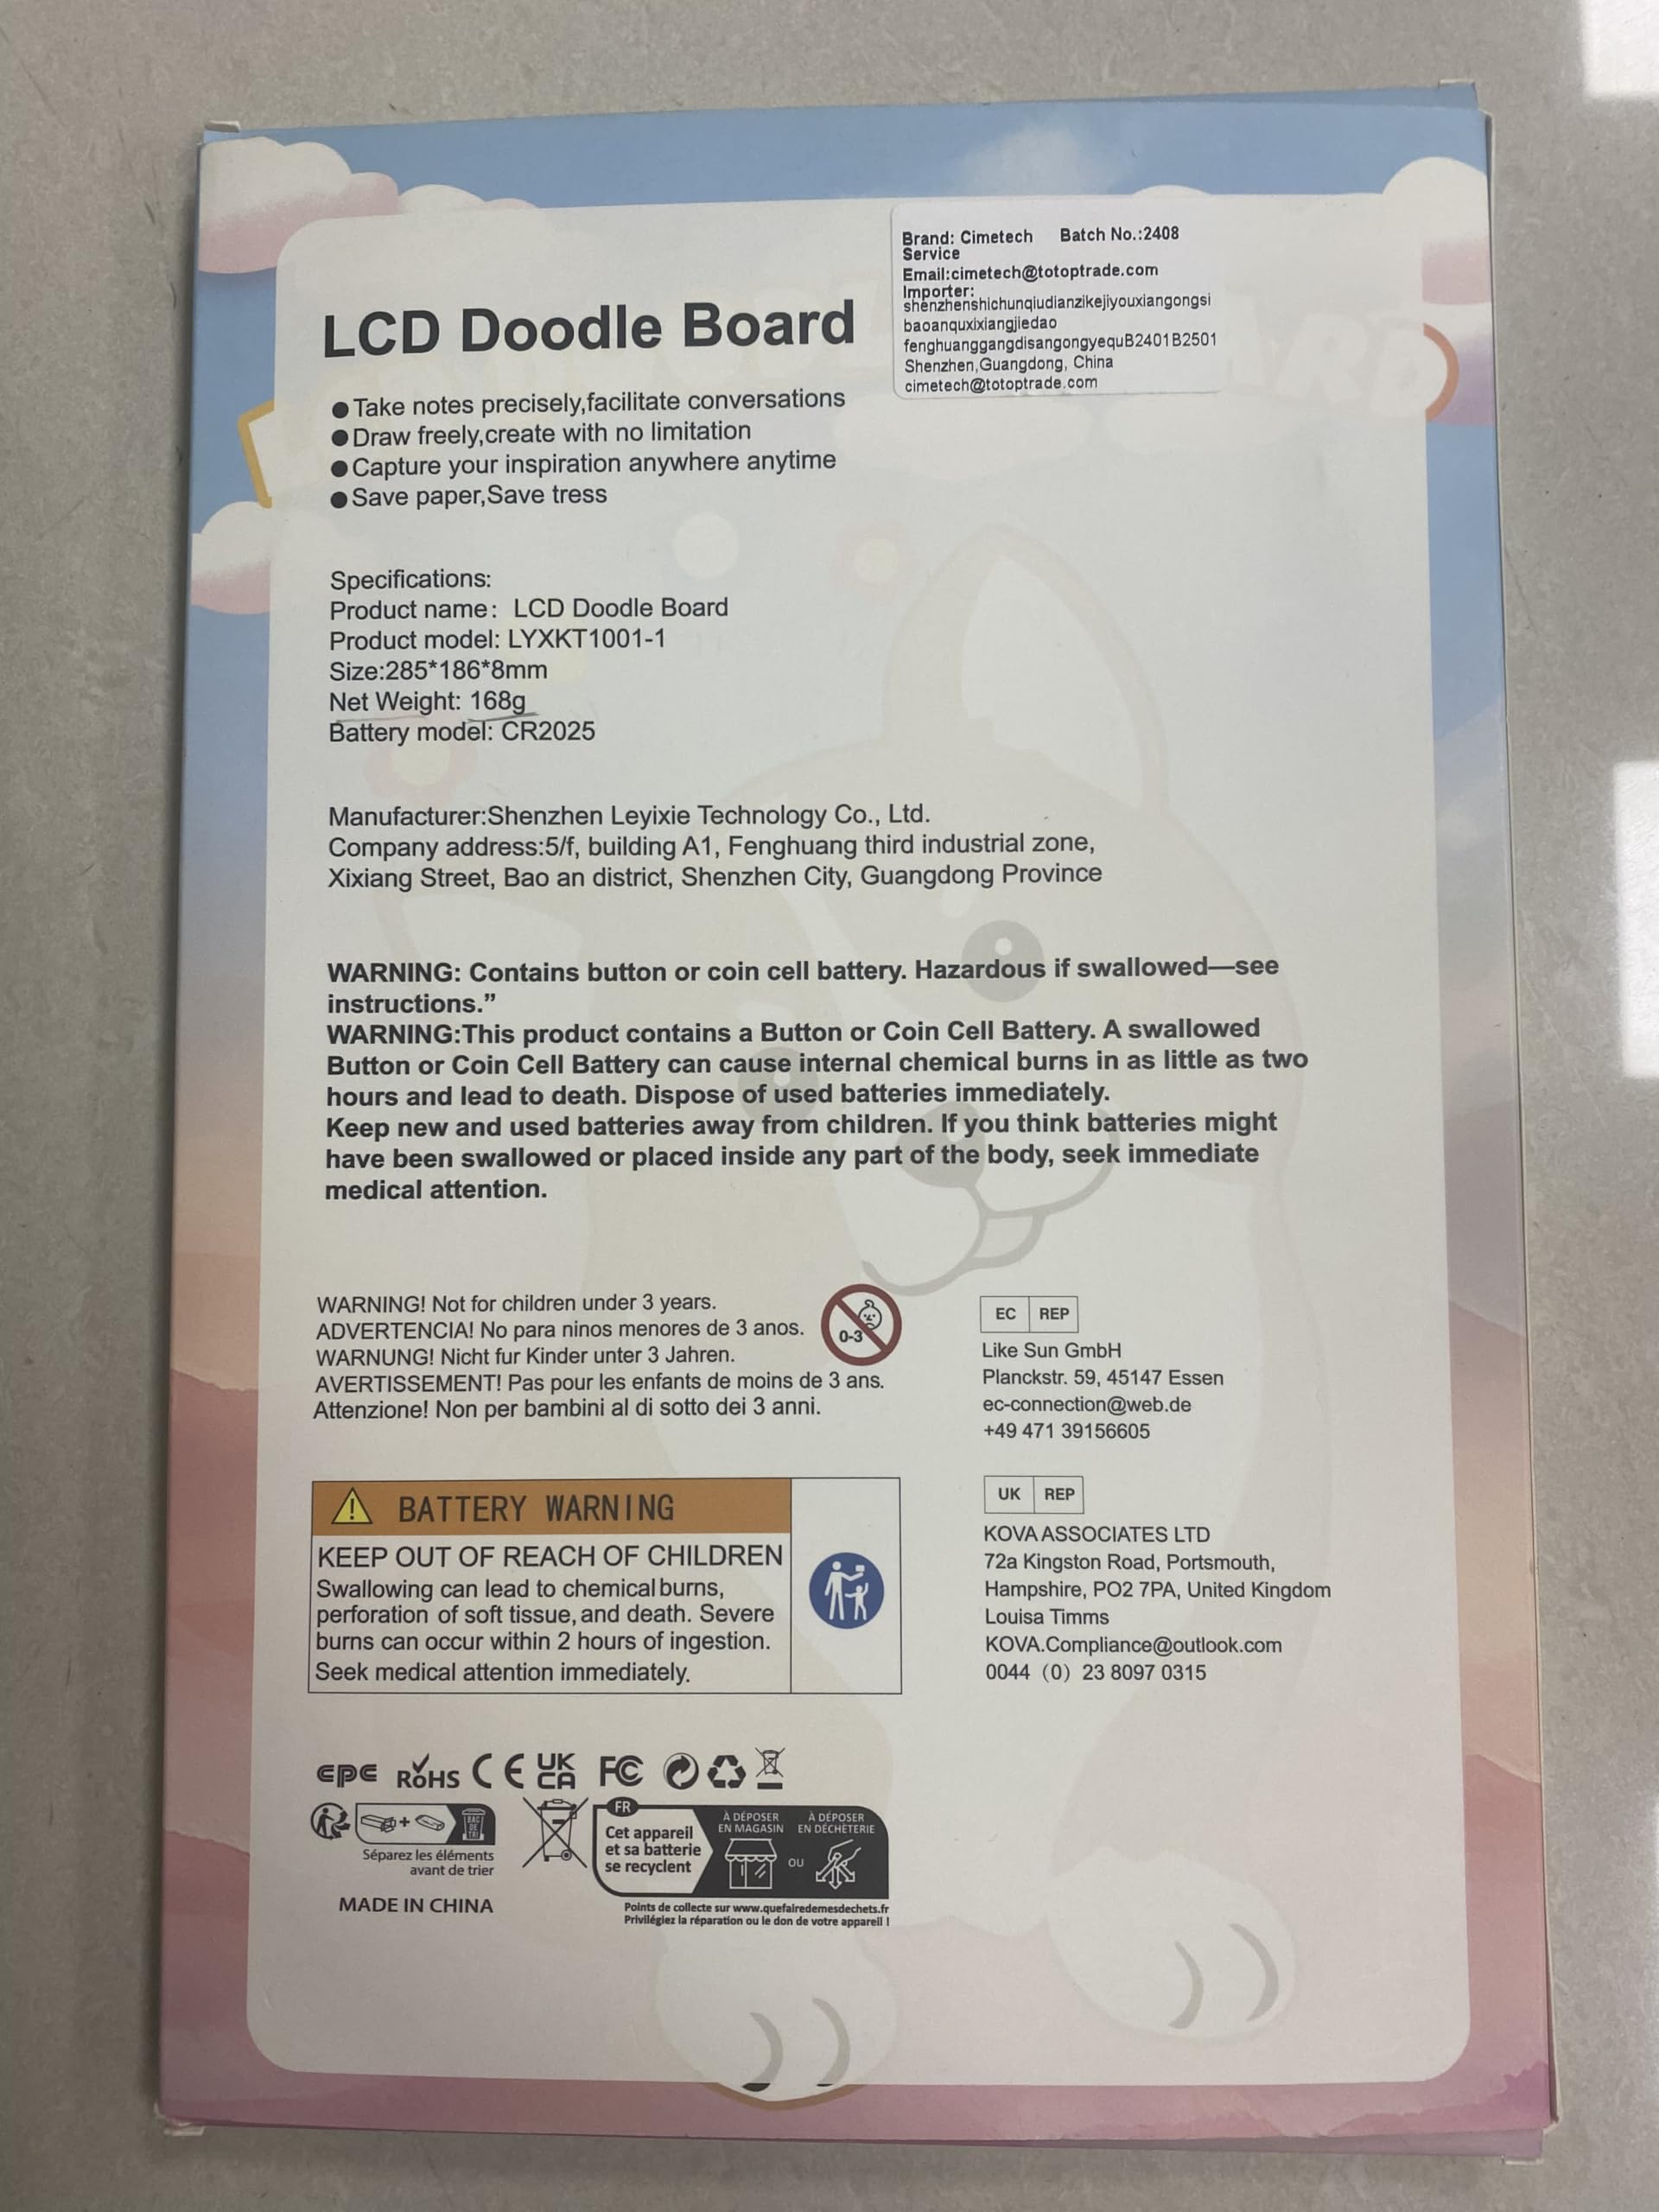 Brand: Cimetech Batch No.:2408
Service
Email:cimetech@totoptrade.com
Importer:
shenzhenshichunqiudianzikejiyouxiangongsi
baoanquxixiangjiedao
fenghuanggangdisangongyequB2401B2501
Shenzhen,Guangdong, China
cimetech@totoptrade.com
LCD Doodle Board
●Take notes precisely,facilitate conversations
●Draw freely,create with no limitation
●Capture your inspiration anywhere anytime
●Save paper,Save tress
Specifications:
Product name: LCD Doodle Board
Product model: LYXKT1001-1
Size:285*186*8mm
Net Weight: 168g
Battery model: CR2025
Manufacturer:Shenzhen Leyixie Technology Co., Ltd.
Company address:5/f, building A1, Fenghuang third industrial zone,
Xixiang Street, Bao an district, Shenzhen City, Guangdong Province
WARNING: Contains button or coin cell battery. Hazardous if swallowed—see
instructions.”
WARNING:This product contains a Button or Coin Cell Battery. A swallowed
Button or Coin Cell Battery can cause internal chemical burns in as little as two
hours and lead to death. Dispose of used batteries immediately.
Keep new and used batteries away from children. If you think batteries might
have been swallowed or placed inside any part of the body, seek immediate
medical attention.
WARNING! Not for children under 3 years.
ADVERTENCIA! No para ninos menores de 3 anos.
WARNUNG! Nicht fur Kinder unter 3 Jahren.
AVERTISSEMENT! Pas pour les enfants de moins de 3 ans.
Attenzione! Non per bambini al di sotto dei 3 anni.
0-3
EC REP
Like Sun GmbH
Planckstr. 59, 45147 Essen
ec-connection@web.de
+49 471 39156605
BATTERY WARNING
KEEP OUT OF REACH OF CHILDREN
Swallowing can lead to chemical burns,
perforation of soft tissue, and death. Severe
burns can occur within 2 hours of ingestion.
Seek medical attention immediately.
UK REP
KOVA ASSOCIATES LTD
72a Kingston Road, Portsmouth,
Hampshire, PO2 7PA, United Kingdom
Louisa Timms
KOVA.Compliance@outlook.com
0044 (0) 23 8097 0315
EPE RoHS CE UK CA FC
BAC
DE
TRI
Séparez les éléments
avant de trier
MADE IN CHINA
FR
Cet appareil
et sa batterie
se recyclent
À DÉPOSER
EN MAGASIN
OU
À DÉPOSER
EN DÉCHÈTERIE
Points de collecte sur www.quefairedemesdechets.fr
Privilégiez la réparation ou le don de votre appareil !